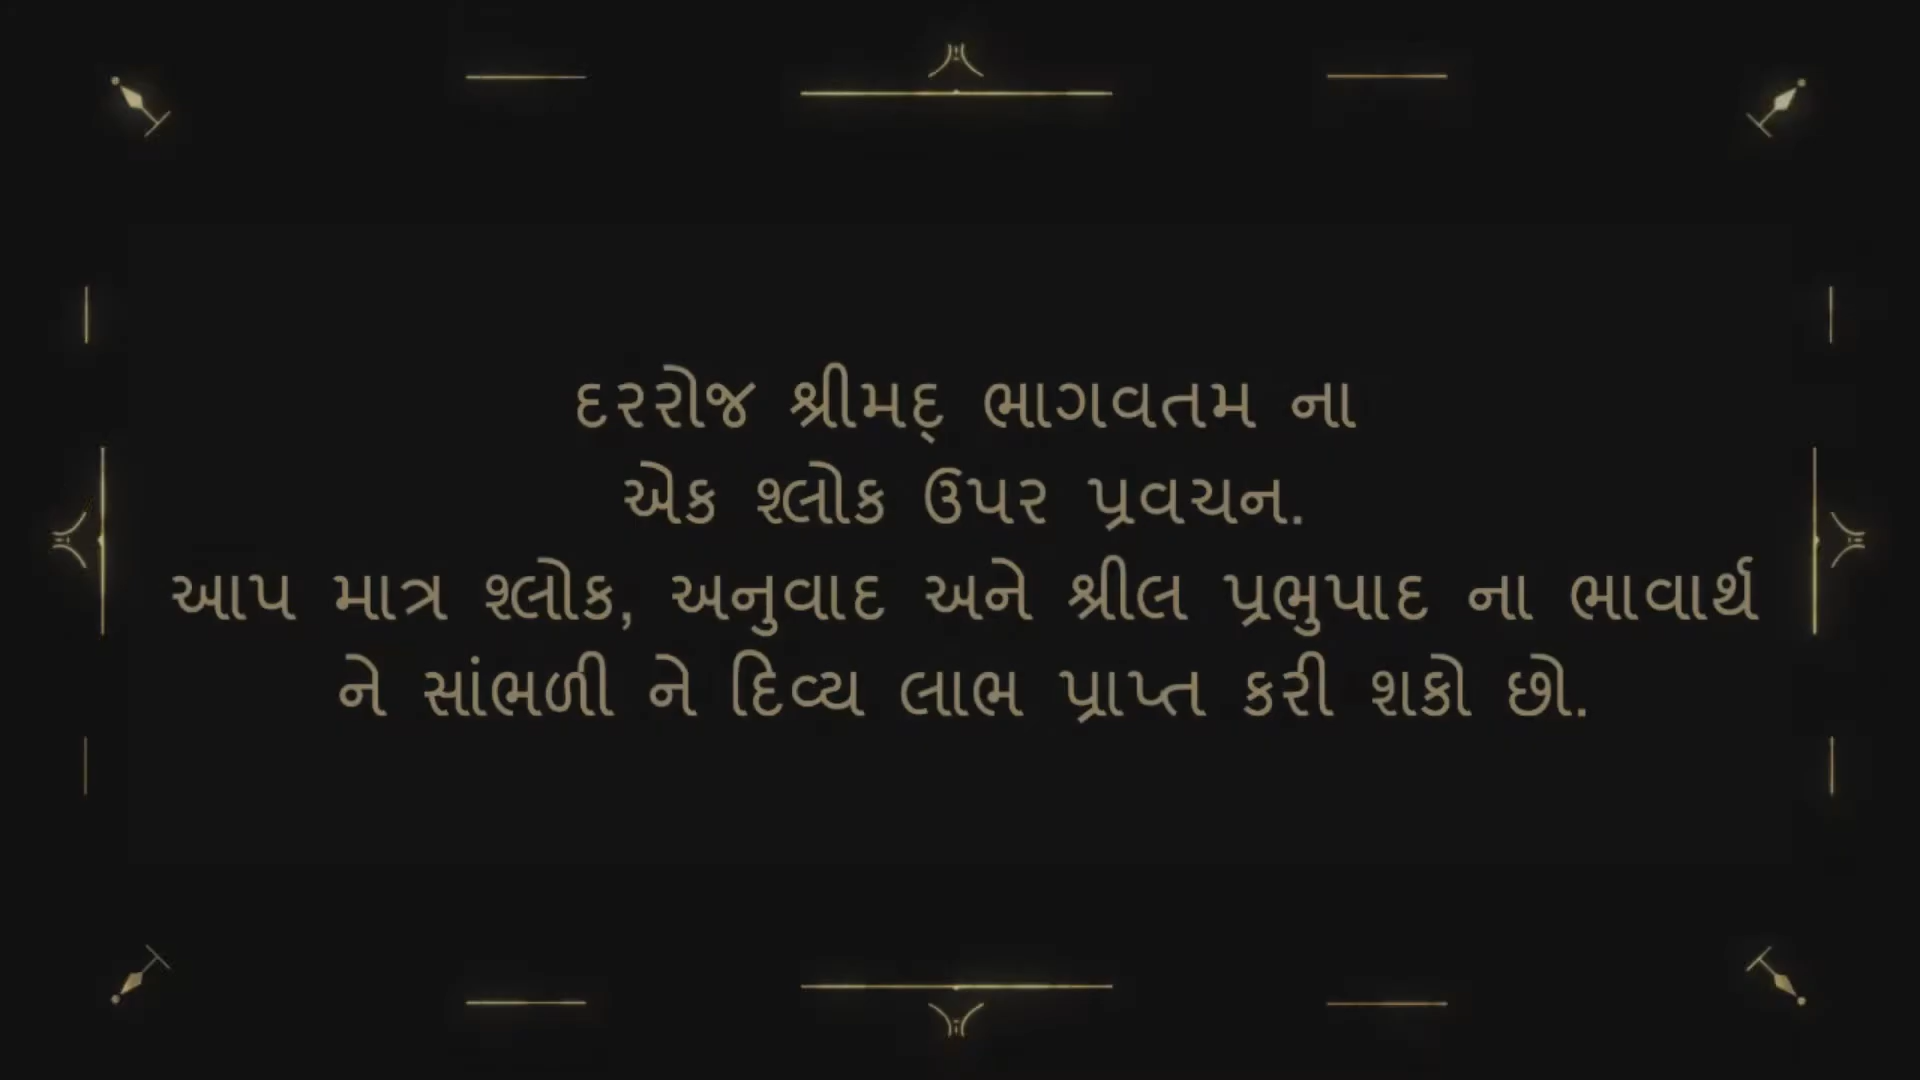 દરરોજ શ્રીમદ્ ભાગવતમ ના
એક શ્લોક ઉપર પ્રવચન.
આપ માત્ર શ્લોક, અનુવાદ અને શ્રીલ પ્રભુપાદ ના ભાવાર્થ
ને સાંભળી ને દિવ્ય લાભ પ્રાપ્ત કરી શકો છો.